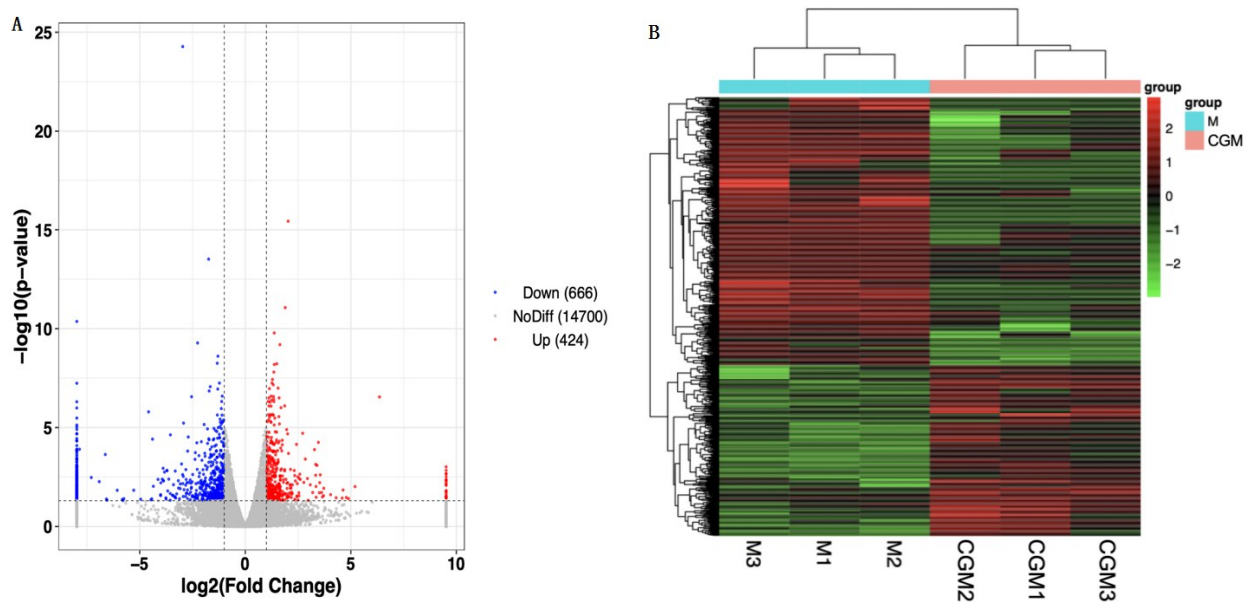 A
25
20
15
10
5
0
-5
0
5
10
−log10(p−value)
log2(Fold Change)
Down (666)
NoDiff (14700)
Up (424)
B
group
2
1
0
-1
-2
group
M
CGM
M3
M1
M2
CGM2
CGM1
CGM3